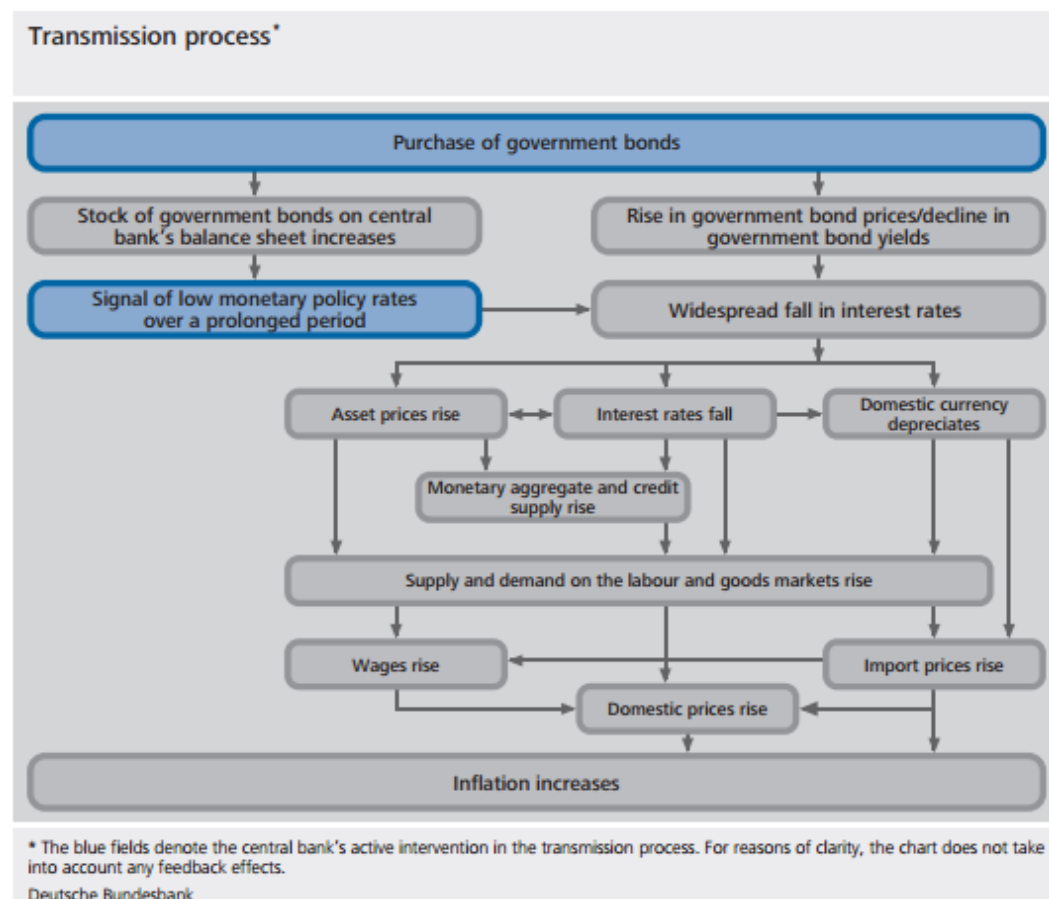 Transmission process*
Purchase of government bonds
Stock of government bonds on central
bank's balance sheet increases
Rise in government bond prices/decline in
government bond yields
Signal of low monetary policy rates
over a prolonged period
Widespread fall in interest rates
Asset prices rise
Interest rates fall
Domestic currency
depreciates
Monetary aggregate and credit
supply rise
Supply and demand on the labour and goods markets rise
Wages rise
Import prices rise
Domestic prices rise
Inflation increases
* The blue fields denote the central bank's active intervention in the transmission process. For reasons of clarity, the chart does not take
into account any feedback effects.
Deutsche Bundesbank